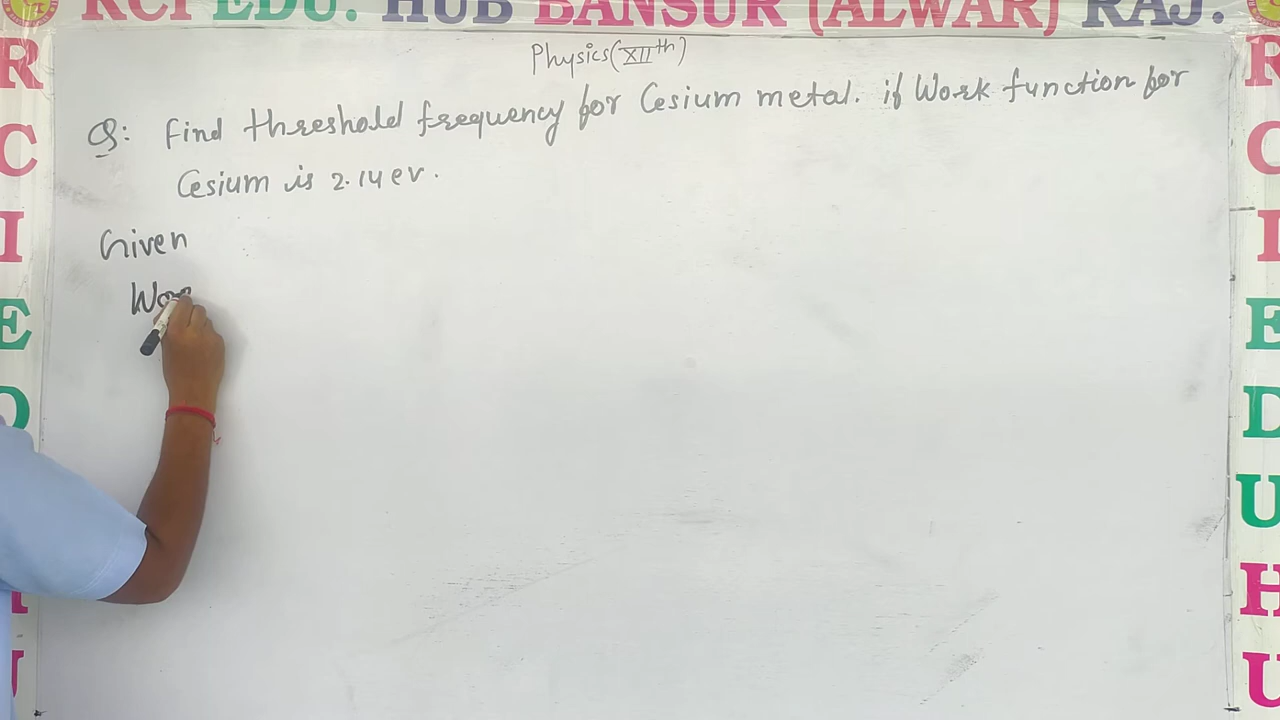 RCI EDU. HUB BANSUR (ALWAR) RAJ.
Physics (XIIth)
Q: Find threshold frequency for Cesium metal. if Work function for
Cesium is 2.14 ev.
Given
Wor
R
C
I
E
D
U
H
U
R
C
I
E
D
U
H
U